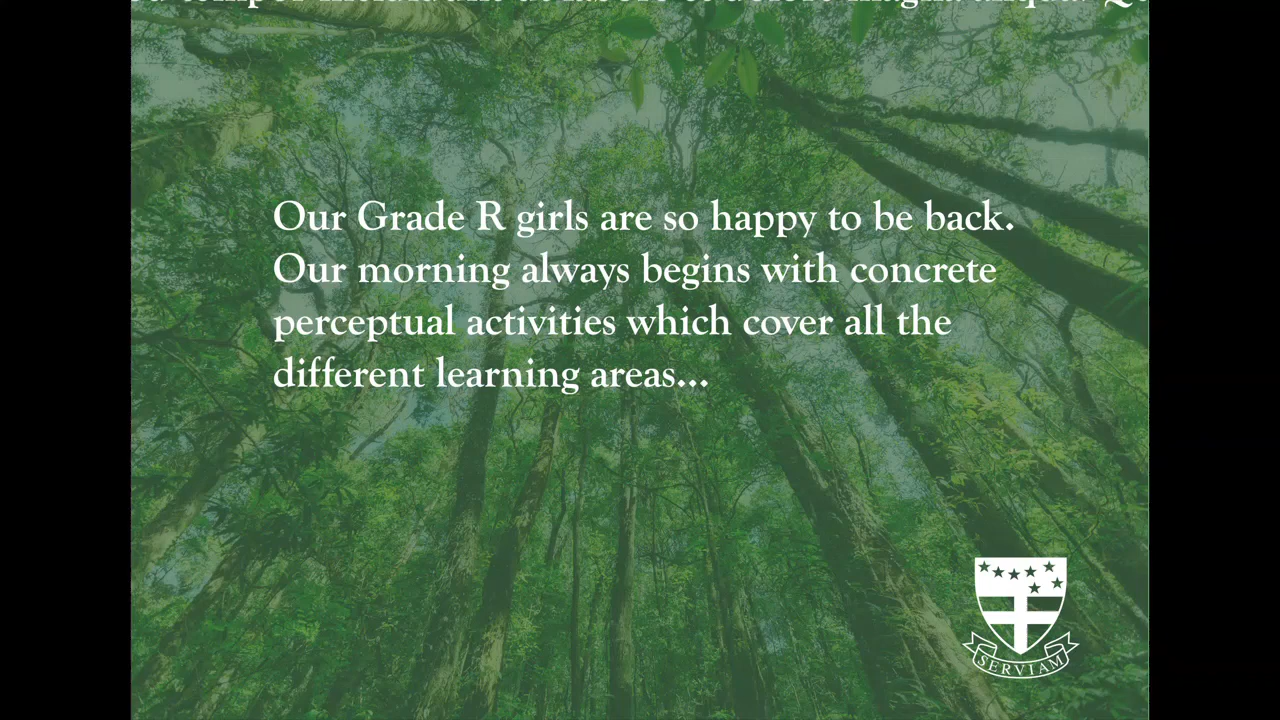 Our Grade R girls are so happy to be back.
Our morning always begins with concrete
perceptual activities which cover all the
different learning areas...
SERVIAM